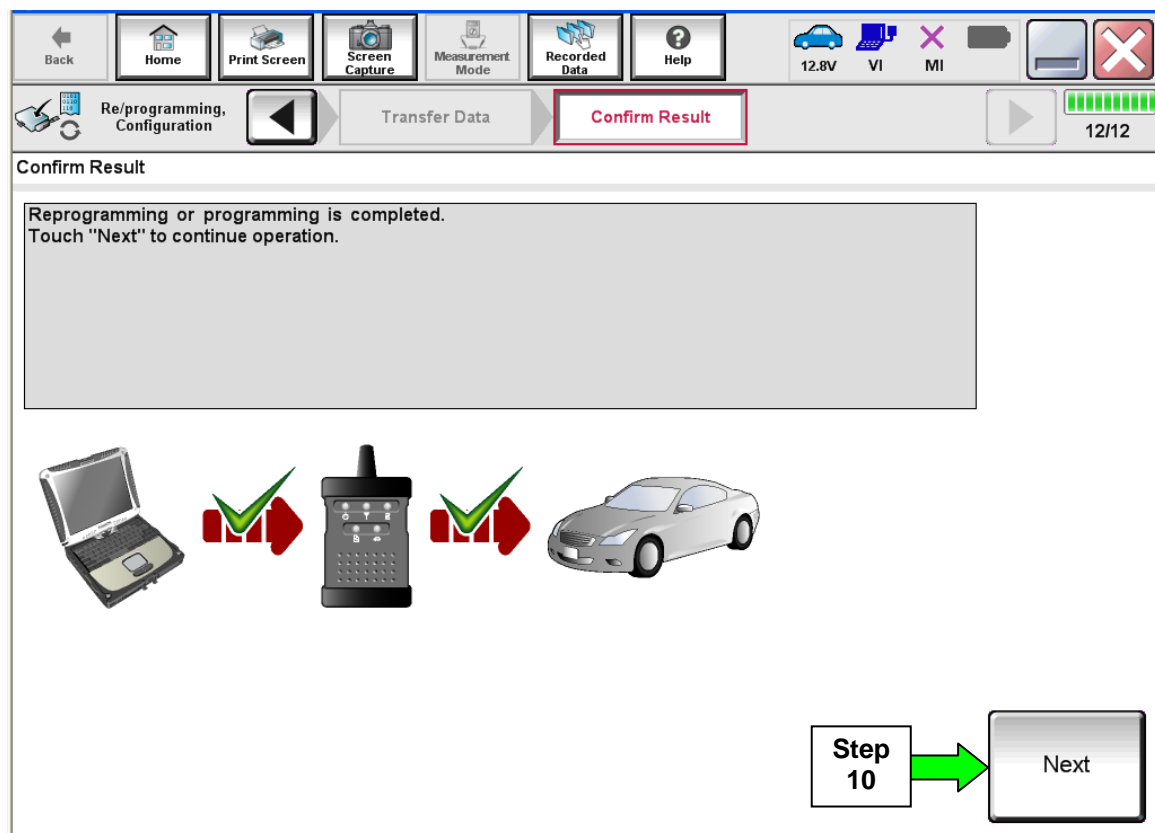 Back
Home
Print Screen
Screen
Capture
Measurement
Mode
Recorded
Data
Help
12.8V
VI
MI
Re/programming,
Configuration
Transfer Data
Confirm Result
12/12
Confirm Result
Reprogramming or programming is completed.
Touch "Next" to continue operation.
Step
10
Next